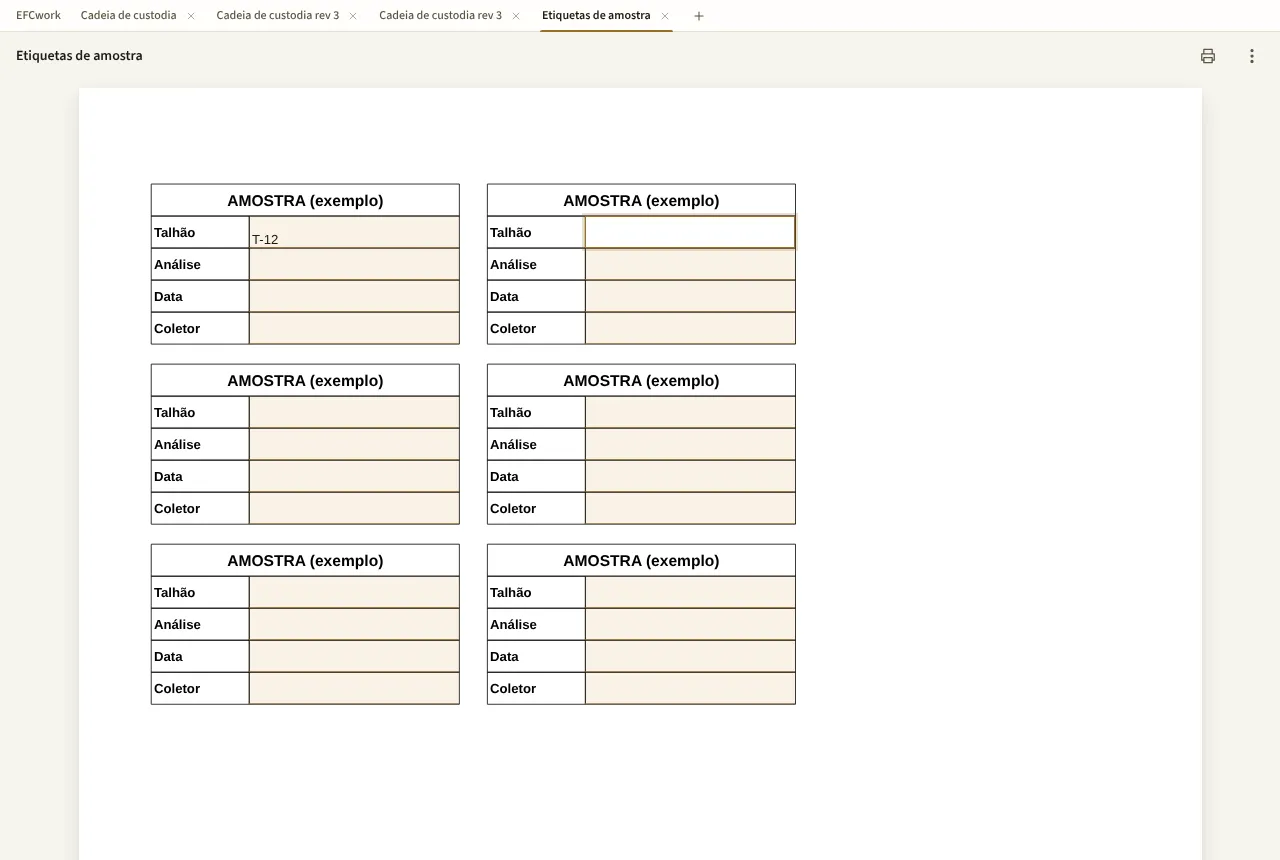 EFCwork Cadeia de custodia Cadeia de custodia rev 3 Cadeia de custodia rev 3 Etiquetas de amostra
Etiquetas de amostra
AMOSTRA (exemplo)
Talhão T-12
Análise
Data
Coletor
AMOSTRA (exemplo)
Talhão
Análise
Data
Coletor
AMOSTRA (exemplo)
Talhão
Análise
Data
Coletor
AMOSTRA (exemplo)
Talhão
Análise
Data
Coletor
AMOSTRA (exemplo)
Talhão
Análise
Data
Coletor
AMOSTRA (exemplo)
Talhão
Análise
Data
Coletor